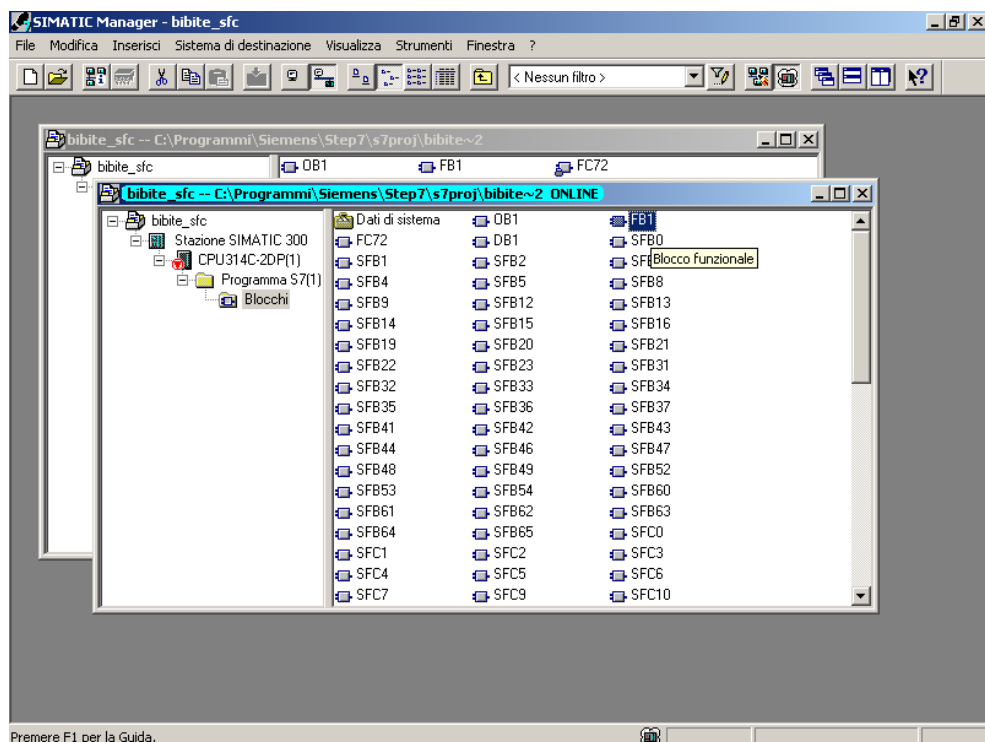 SIMATIC Manager - bibite_sfc
File Modifica Inserisci Sistema di destinazione Visualizza Strumenti Finestra ?
< Nessun filtro >
bibite_sfc -- C:\Programmi\Siemens\Step7\s7proj\bibite~2
bibite_sfc OB1 FB1 FC72
bibite_sfc -- C:\Programmi\Siemens\Step7\s7proj\bibite~2 ONLINE
bibite_sfc
Stazione SIMATIC 300
CPU314C-2DP(1)
Programma S7(1)
Blocchi
Dati di sistema OB1 FB1
FC72 DB1 SFB0
SFB1 SFB2
Blocco funzionale
SFB4 SFB5 SFB8
SFB9 SFB12 SFB13
SFB14 SFB15 SFB16
SFB19 SFB20 SFB21
SFB22 SFB23 SFB31
SFB32 SFB33 SFB34
SFB35 SFB36 SFB37
SFB41 SFB42 SFB43
SFB44 SFB46 SFB47
SFB48 SFB49 SFB52
SFB53 SFB54 SFB60
SFB61 SFB62 SFB63
SFB64 SFB65 SFC0
SFC1 SFC2 SFC3
SFC4 SFC5 SFC6
SFC7 SFC9 SFC10
Premere F1 per la Guida.